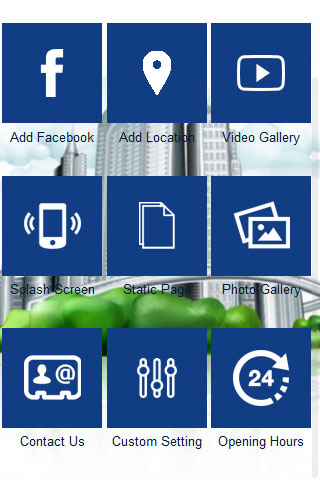 Add Facebook
Add Location
Video Gallery
Splash Screen
Static Page
Photo Gallery
@
24
Contact Us
Custom Setting
Opening Hours